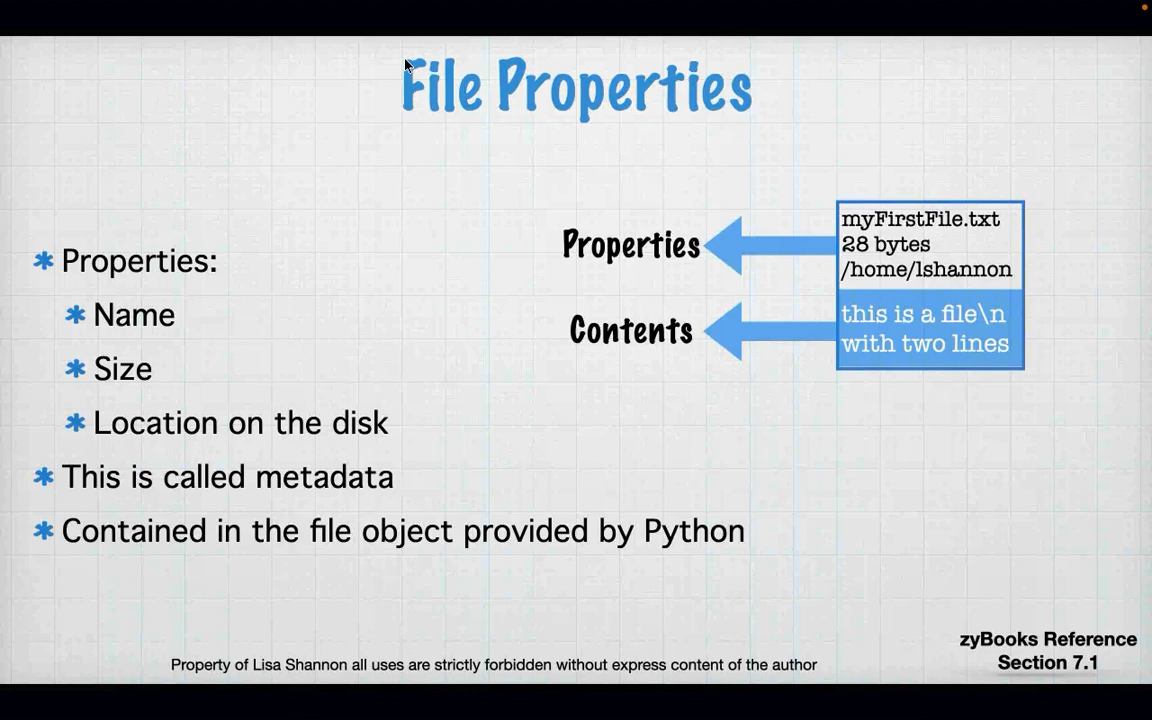 File Properties
Properties:
Name
Size
Location on the disk
This is called metadata
Contained in the file object provided by Python
Properties
Contents
myFirstFile.txt
28 bytes
/home/lshannon
this is a file\n
with two lines
zyBooks Reference
Section 7.1
Property of Lisa Shannon all uses are strictly forbidden without express content of the author